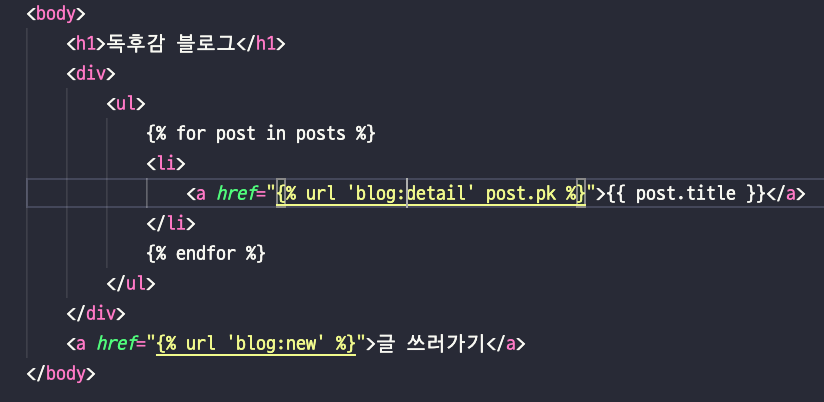 <body>
<h1>독후감 블로그</h1>
<div>
<ul>
{% for post in posts %}
<li>
<a href="{% url 'blog:detail' post.pk %}">{{ post.title }}</a>
</li>
{% endfor %}
</ul>
</div>
<a href="{% url 'blog:new' %}">글 쓰러가기</a>
</body>